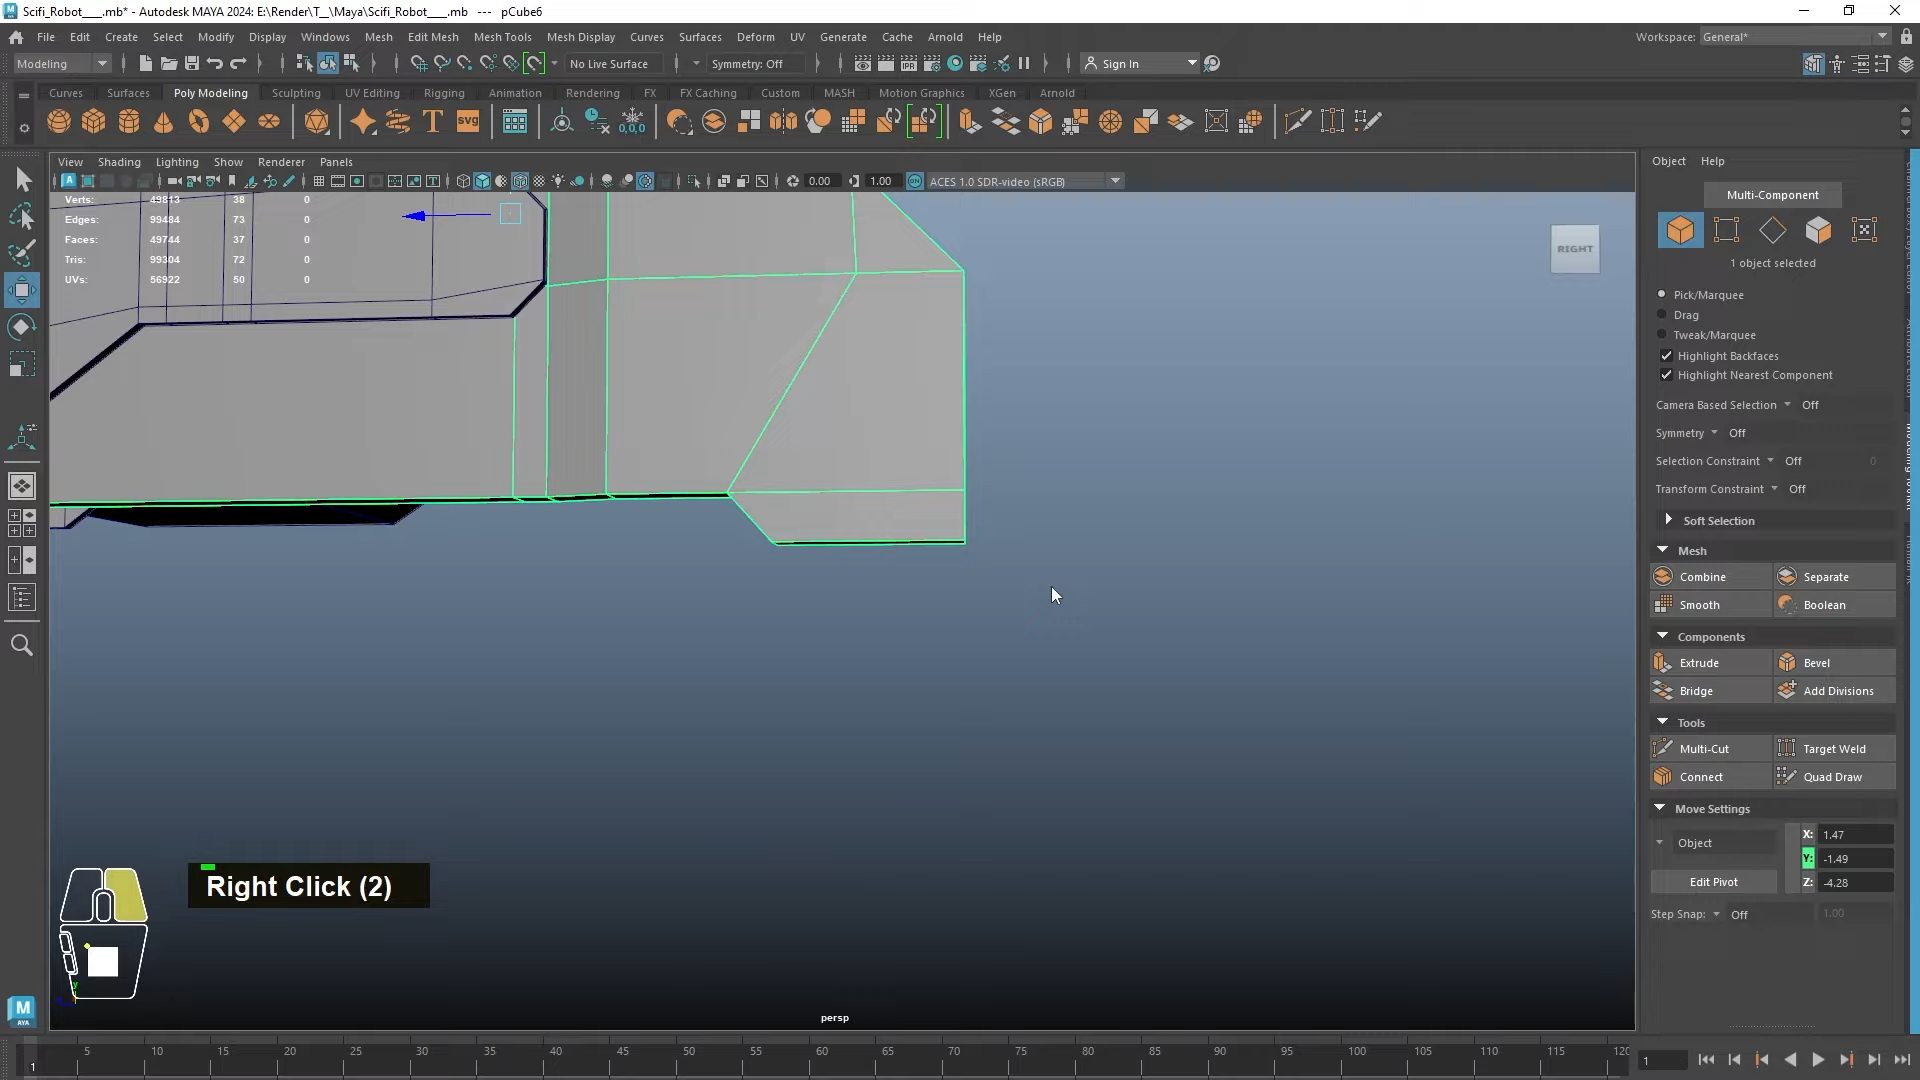 Scifi_Robot___.mb* - Autodesk MAYA 2024: E:\Render\T_\Maya\Scifi_Robot___.mb --- pCube6
File Edit Create Select Modify Display Windows Mesh Edit Mesh Mesh Tools Mesh Display Curves Surfaces Deform UV Generate Cache Arnold Help
Workspace: General*
Modeling No Live Surface Symmetry: Off Sign In
Curves Surfaces Poly Modeling Sculpting UV Editing Rigging Animation Rendering FX FX Caching Custom MASH Motion Graphics XGen Arnold
View Shading Lighting Show Renderer Panels
0.00 1.00 ACES 1.0 SDR-video (sRGB)
Verts: 49813 38 0
Edges: 99484 73 0
Faces: 49744 37 0
Tris: 99304 72 0
UVs: 56922 50 0
RIGHT
Right Click (2)
persp
Object Help
Multi-Component
1 object selected
Pick/Marquee
Drag
Tweak/Marquee
Highlight Backfaces
Highlight Nearest Component
Camera Based Selection Off
Symmetry Off
Selection Constraint Off 0
Transform Constraint Off
Soft Selection
Mesh
Combine Separate
Smooth Boolean
Components
Extrude Bevel
Bridge Add Divisions
Tools
Multi-Cut Target Weld
Connect Quad Draw
Move Settings
Object X: 1.47
Y: -1.49
Edit Pivot Z: -4.28
Step Snap: Off 1.00
5 10 15 20 25 30 35 40 45 50 55 60 65 70 75 80 85 90 95 100 105 110 115 120
1 1